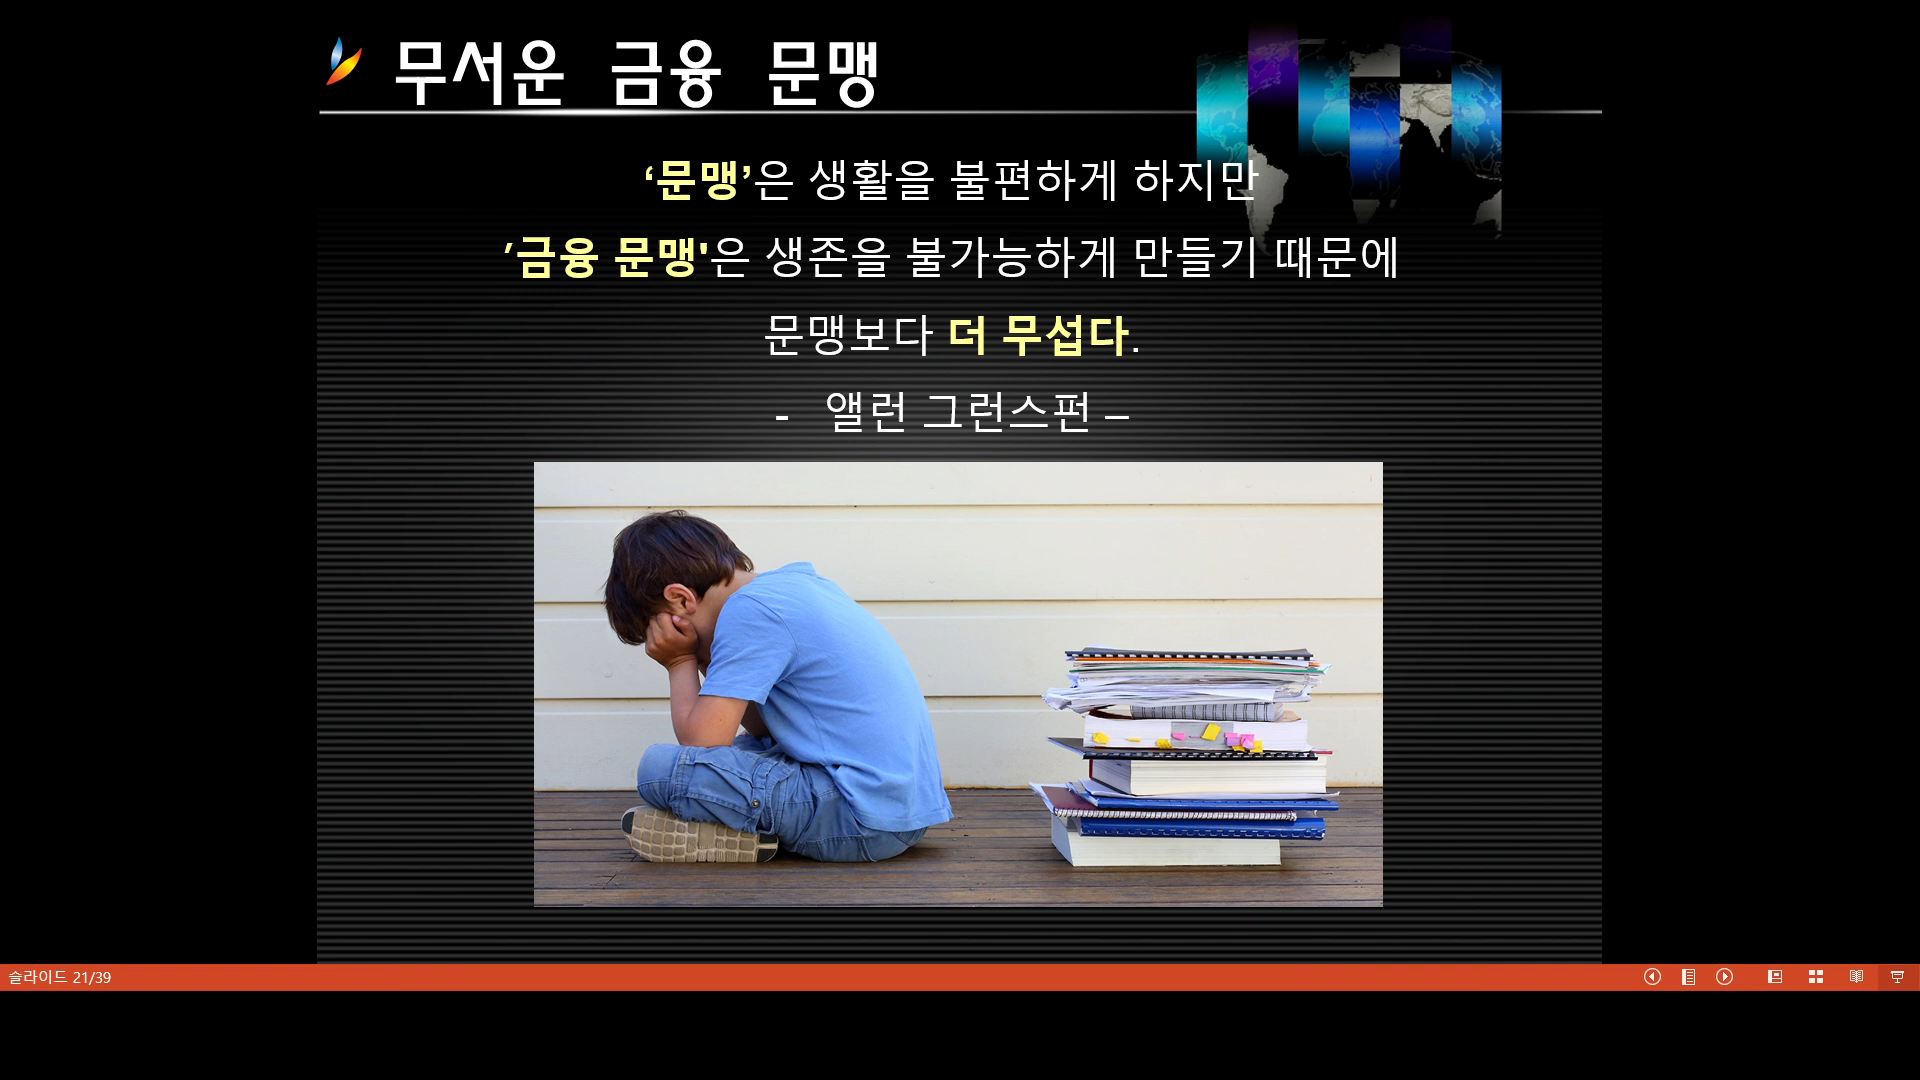 무서운 금융 문맹
‘문맹’은 생활을 불편하게 하지만
′금융 문맹'은 생존을 불가능하게 만들기 때문에
문맹보다 더 무섭다.
- 앨런 그런스펀 –
슬라이드 21/39